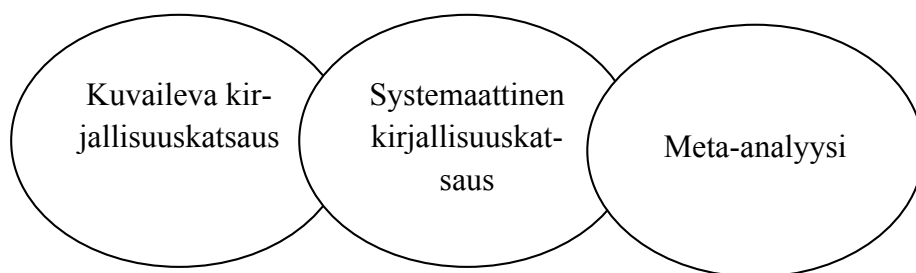 Kuvaileva kir-
jallisuuskatsaus
Systemaattinen
kirjallisuuskat-
saus
Meta-analyysi